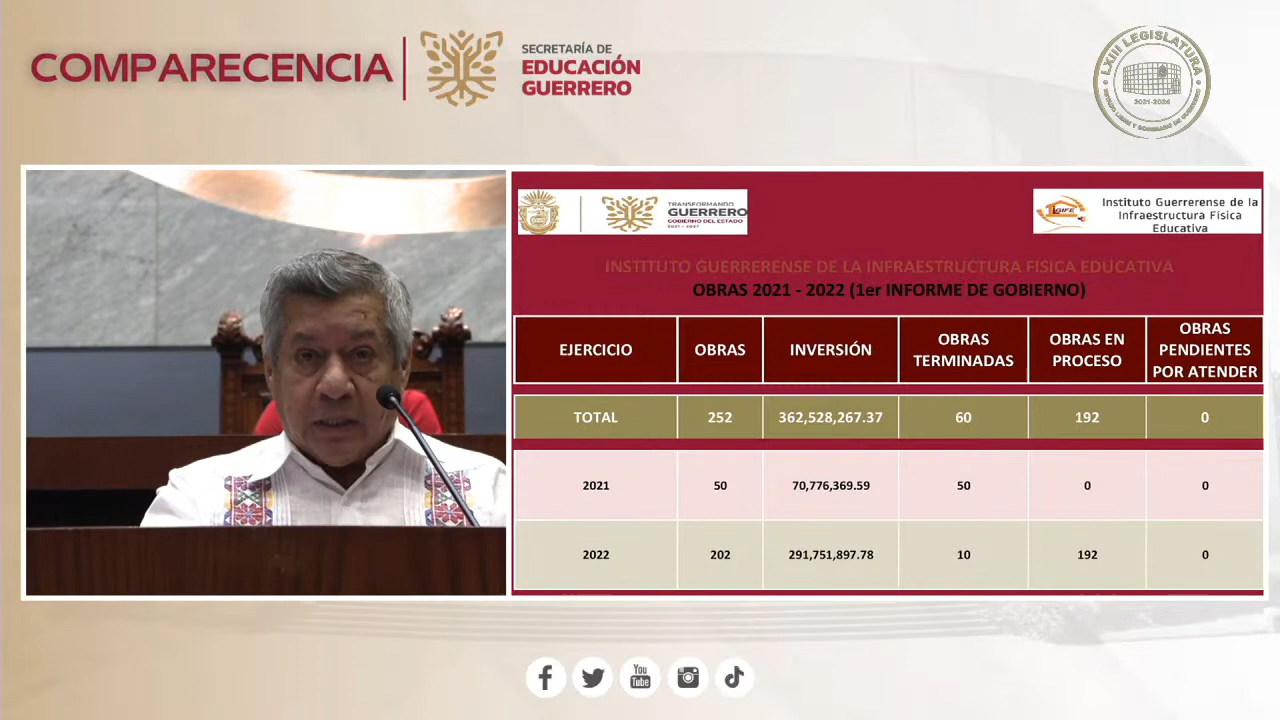 COMPARECENCIA
SECRETARÍA DE
EDUCACIÓN
GUERRERO
LXIII LEGISLATURA
2021-2024
TRANSFORMANDO
GUERRERO
GOBIERNO DEL ESTADO
2021 - 2027
IGIFE
Instituto Guerrerense de la
Infraestructura Física
Educativa
INSTITUTO GUERRERENSE DE LA INFRAESTRUCTURA FISICA EDUCATIVA
OBRAS 2021 - 2022 (1er INFORME DE GOBIERNO)
EJERCICIO OBRAS INVERSIÓN OBRAS TERMINADAS OBRAS EN PROCESO OBRAS PENDIENTES POR ATENDER
TOTAL 252 362,528,267.37 60 192 0
2021 50 70,776,369.59 50 0 0
2022 202 291,751,897.78 10 192 0
You
Tube